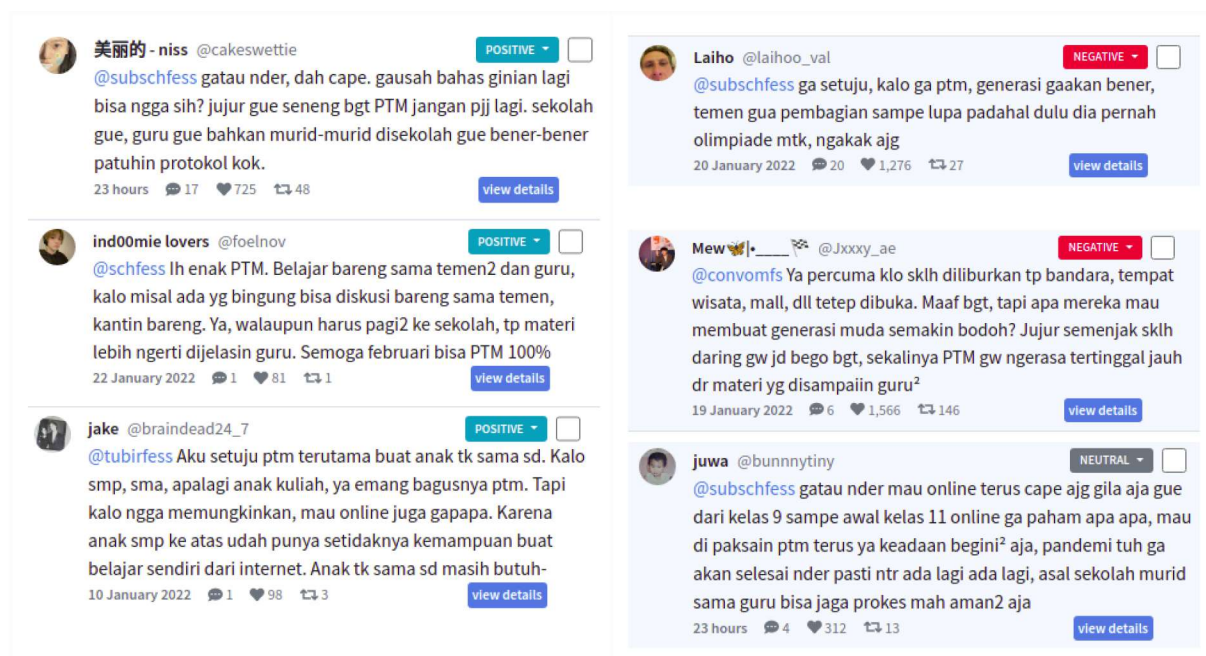 美丽的 - niss @cakeswettie POSITIVE
@subschfess gatau nder, dah cape. gausah bahas ginian lagi
bisa ngga sih? jujur gue seneng bgt PTM jangan pjj lagi. sekolah
gue, guru gue bahkan murid-murid disekolah gue bener-bener
patuhin protokol kok.
23 hours 17 725 48 view details
ind00mie lovers @foelnov POSITIVE
@schfess Ih enak PTM. Belajar bareng sama temen2 dan guru,
kalo misal ada yg bingung bisa diskusi bareng sama temen,
kantin bareng. Ya, walaupun harus pagi2 ke sekolah, tp materi
lebih ngerti dijelasin guru. Semoga februari bisa PTM 100%
22 January 2022 1 81 1 view details
jake @braindead24_7 POSITIVE
@tubirfess Aku setuju ptm terutama buat anak tk sama sd. Kalo
smp, sma, apalagi anak kuliah, ya emang bagusnya ptm. Tapi
kalo ngga memungkinkan, mau online juga gapapa. Karena
anak smp ke atas udah punya setidaknya kemampuan buat
belajar sendiri dari internet. Anak tk sama sd masih butuh-
10 January 2022 1 98 3 view details
Laiho @laihoo_val NEGATIVE
@subschfess ga setuju, kalo ga ptm, generasi gaakan bener,
temen gua pembagian sampe lupa padahal dulu dia pernah
olimpiade mtk, ngakak ajg
20 January 2022 20 1,276 27 view details
Mew🦋|•____🏁 @Jxxxy_ae NEGATIVE
@convomfs Ya percuma klo sklh diliburkan tp bandara, tempat
wisata, mall, dll tetep dibuka. Maaf bgt, tapi apa mereka mau
membuat generasi muda semakin bodoh? Jujur semenjak sklh
daring gw jd bego bgt, sekalinya PTM gw ngerasa tertinggal jauh
dr materi yg disampaiin guru²
19 January 2022 6 1,566 146 view details
juwa @bunnnytiny NEUTRAL
@subschfess gatau nder mau online terus cape ajg gila aja gue
dari kelas 9 sampe awal kelas 11 online ga paham apa apa, mau
di paksain ptm terus ya keadaan begini² aja, pandemi tuh ga
akan selesai nder pasti ntr ada lagi ada lagi, asal sekolah murid
sama guru bisa jaga prokes mah aman2 aja
23 hours 4 312 13 view details